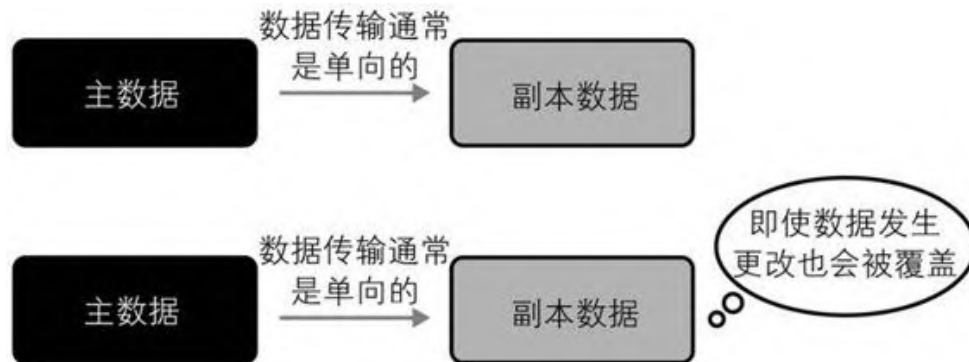 数据传输通常
是单向的
主数据
副本数据
即使数据发生
更改也会被覆盖
数据传输通常
是单向的
主数据
副本数据